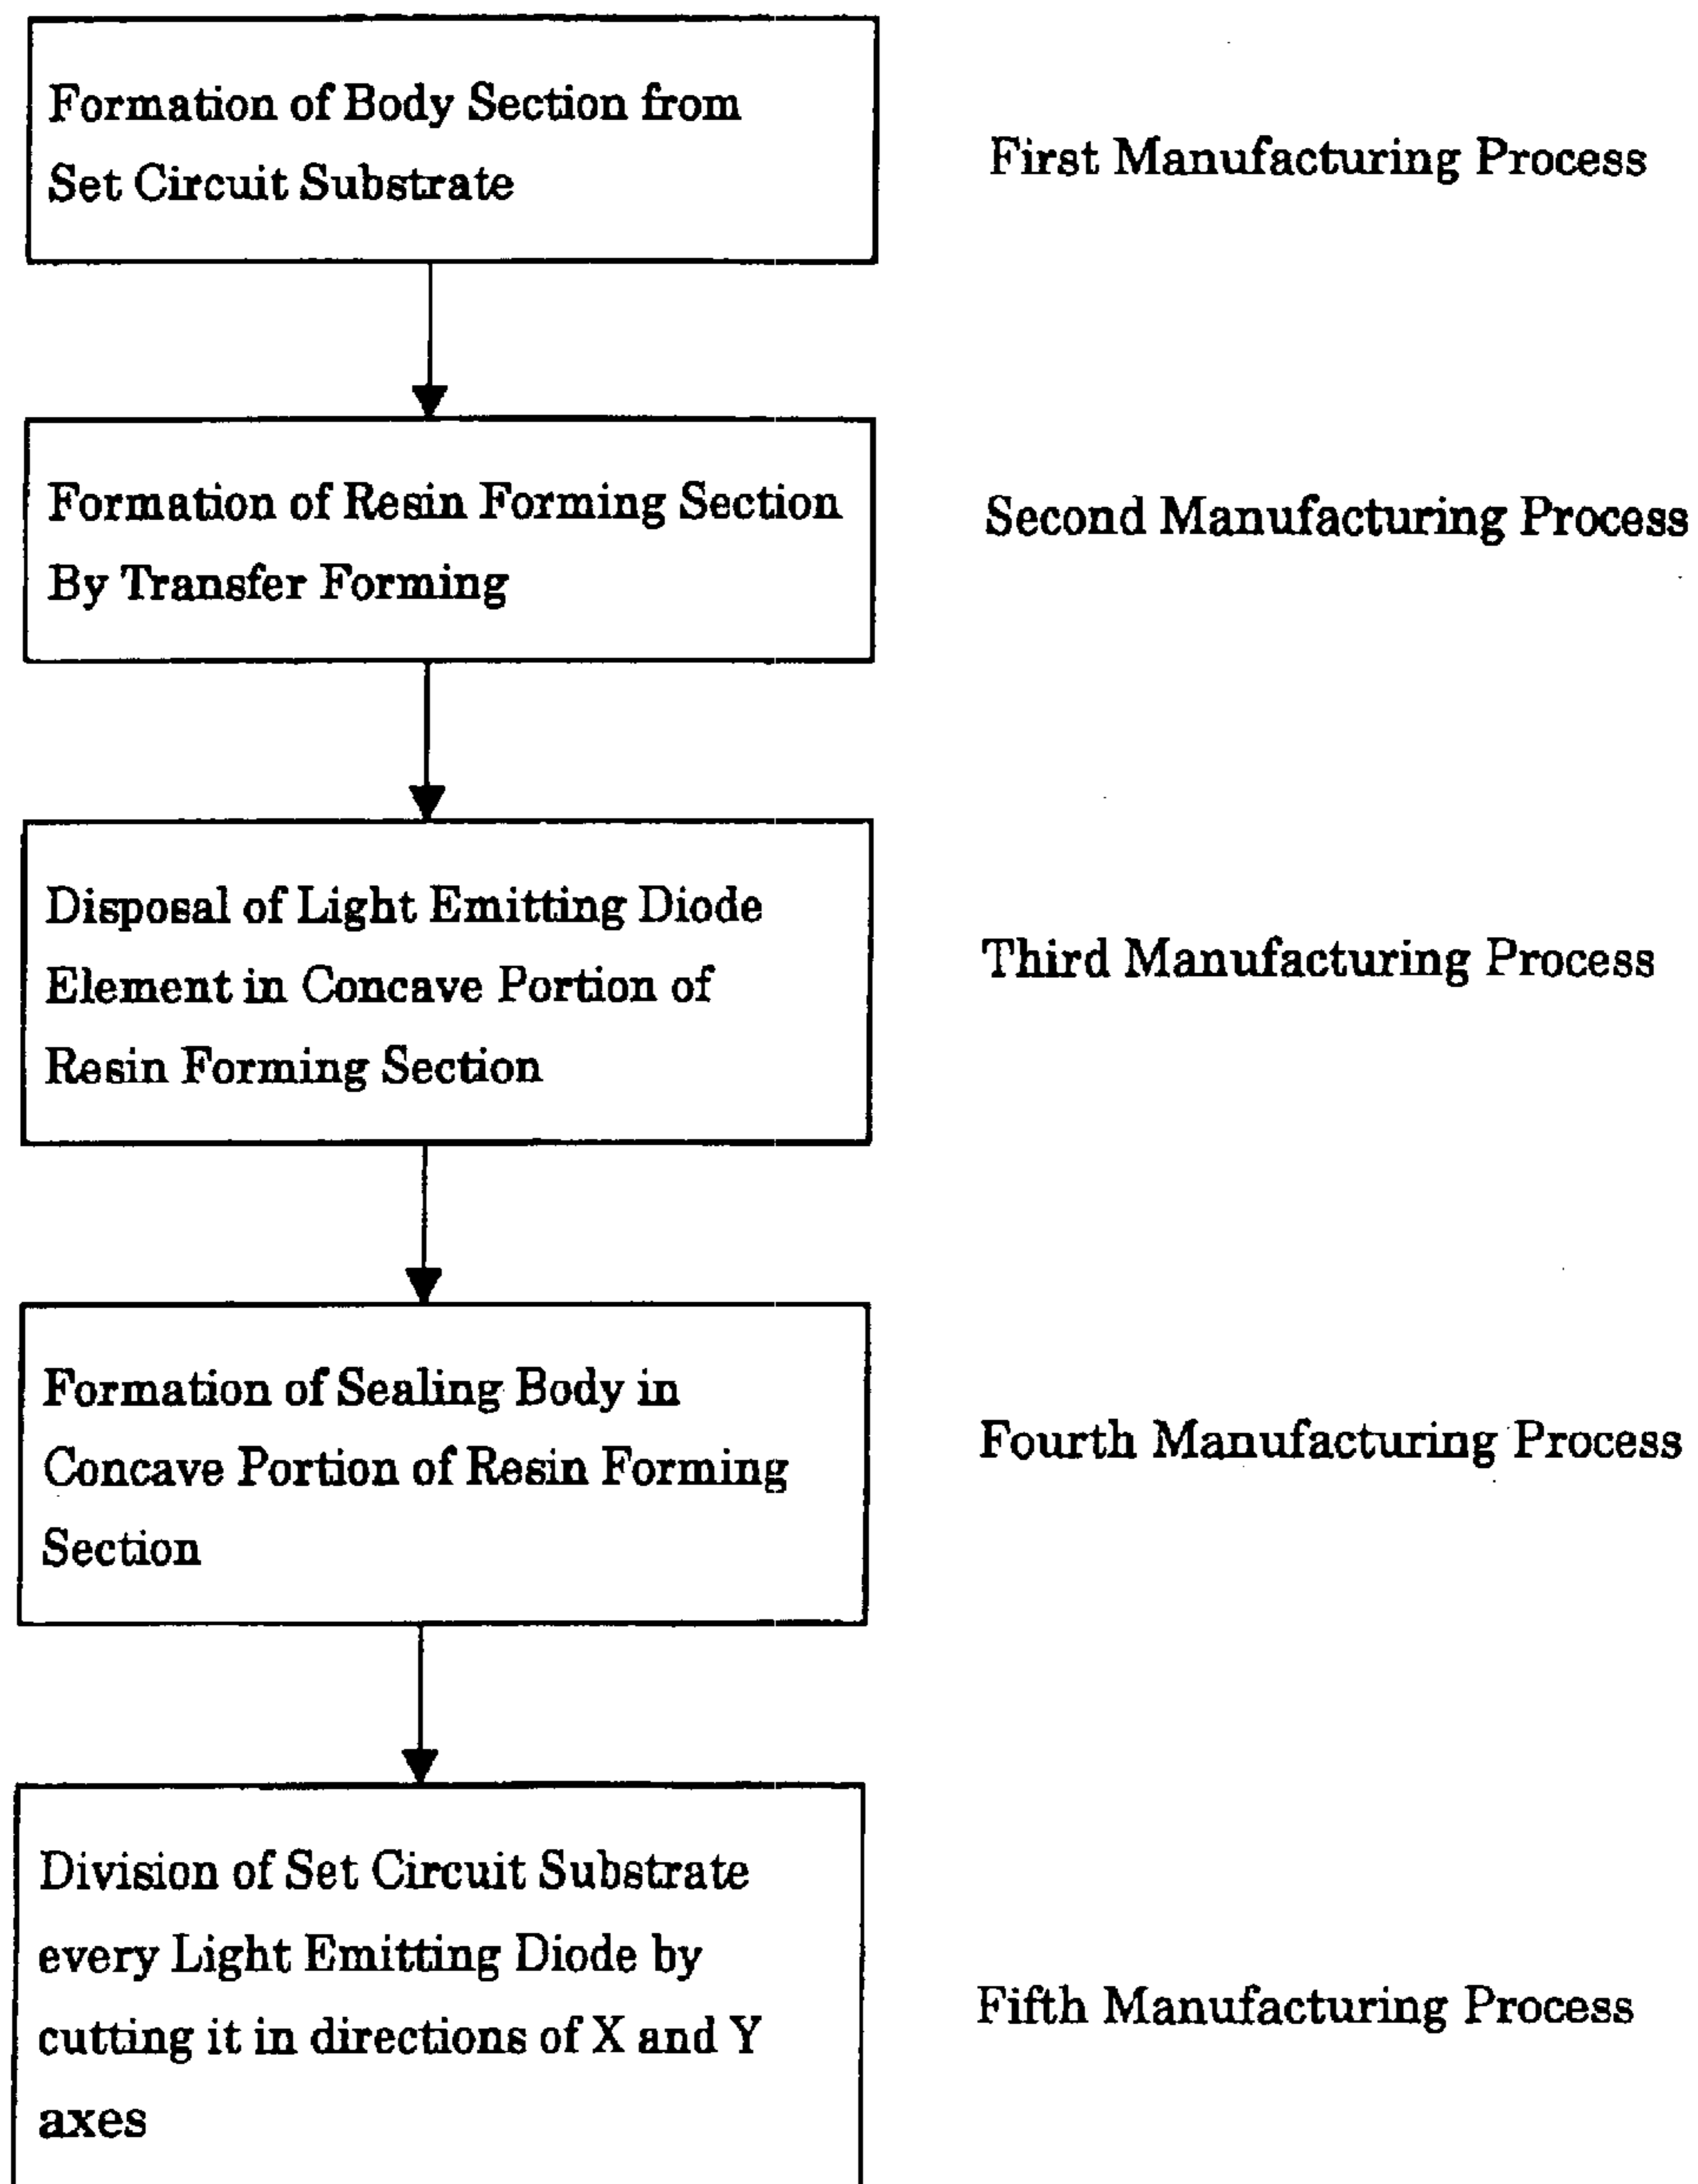 Formation of Body Section from
Set Circuit Substrate
First Manufacturing Process
Formation of Resin Forming Section
By Transfer Forming
Second Manufacturing Process
Disposal of Light Emitting Diode
Element in Concave Portion of
Resin Forming Section
Third Manufacturing Process
Formation of Sealing Body in
Concave Portion of Resin Forming
Section
Fourth Manufacturing Process
Division of Set Circuit Substrate
every Light Emitting Diode by
cutting it in directions of X and Y
axes
Fifth Manufacturing Process